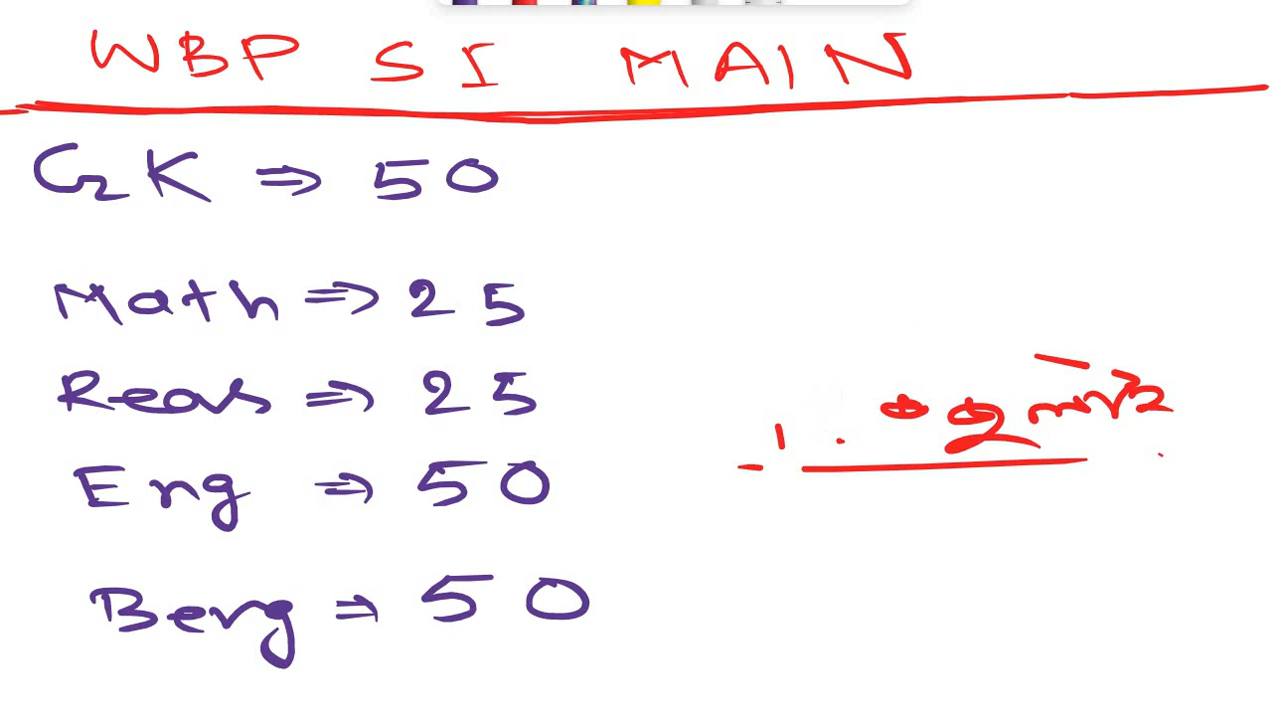 WBP SI MAIN
GK ⇒ 50
Math ⇒ 25
Reas ⇒ 25
Eng ⇒ 50
Beng ⇒ 50